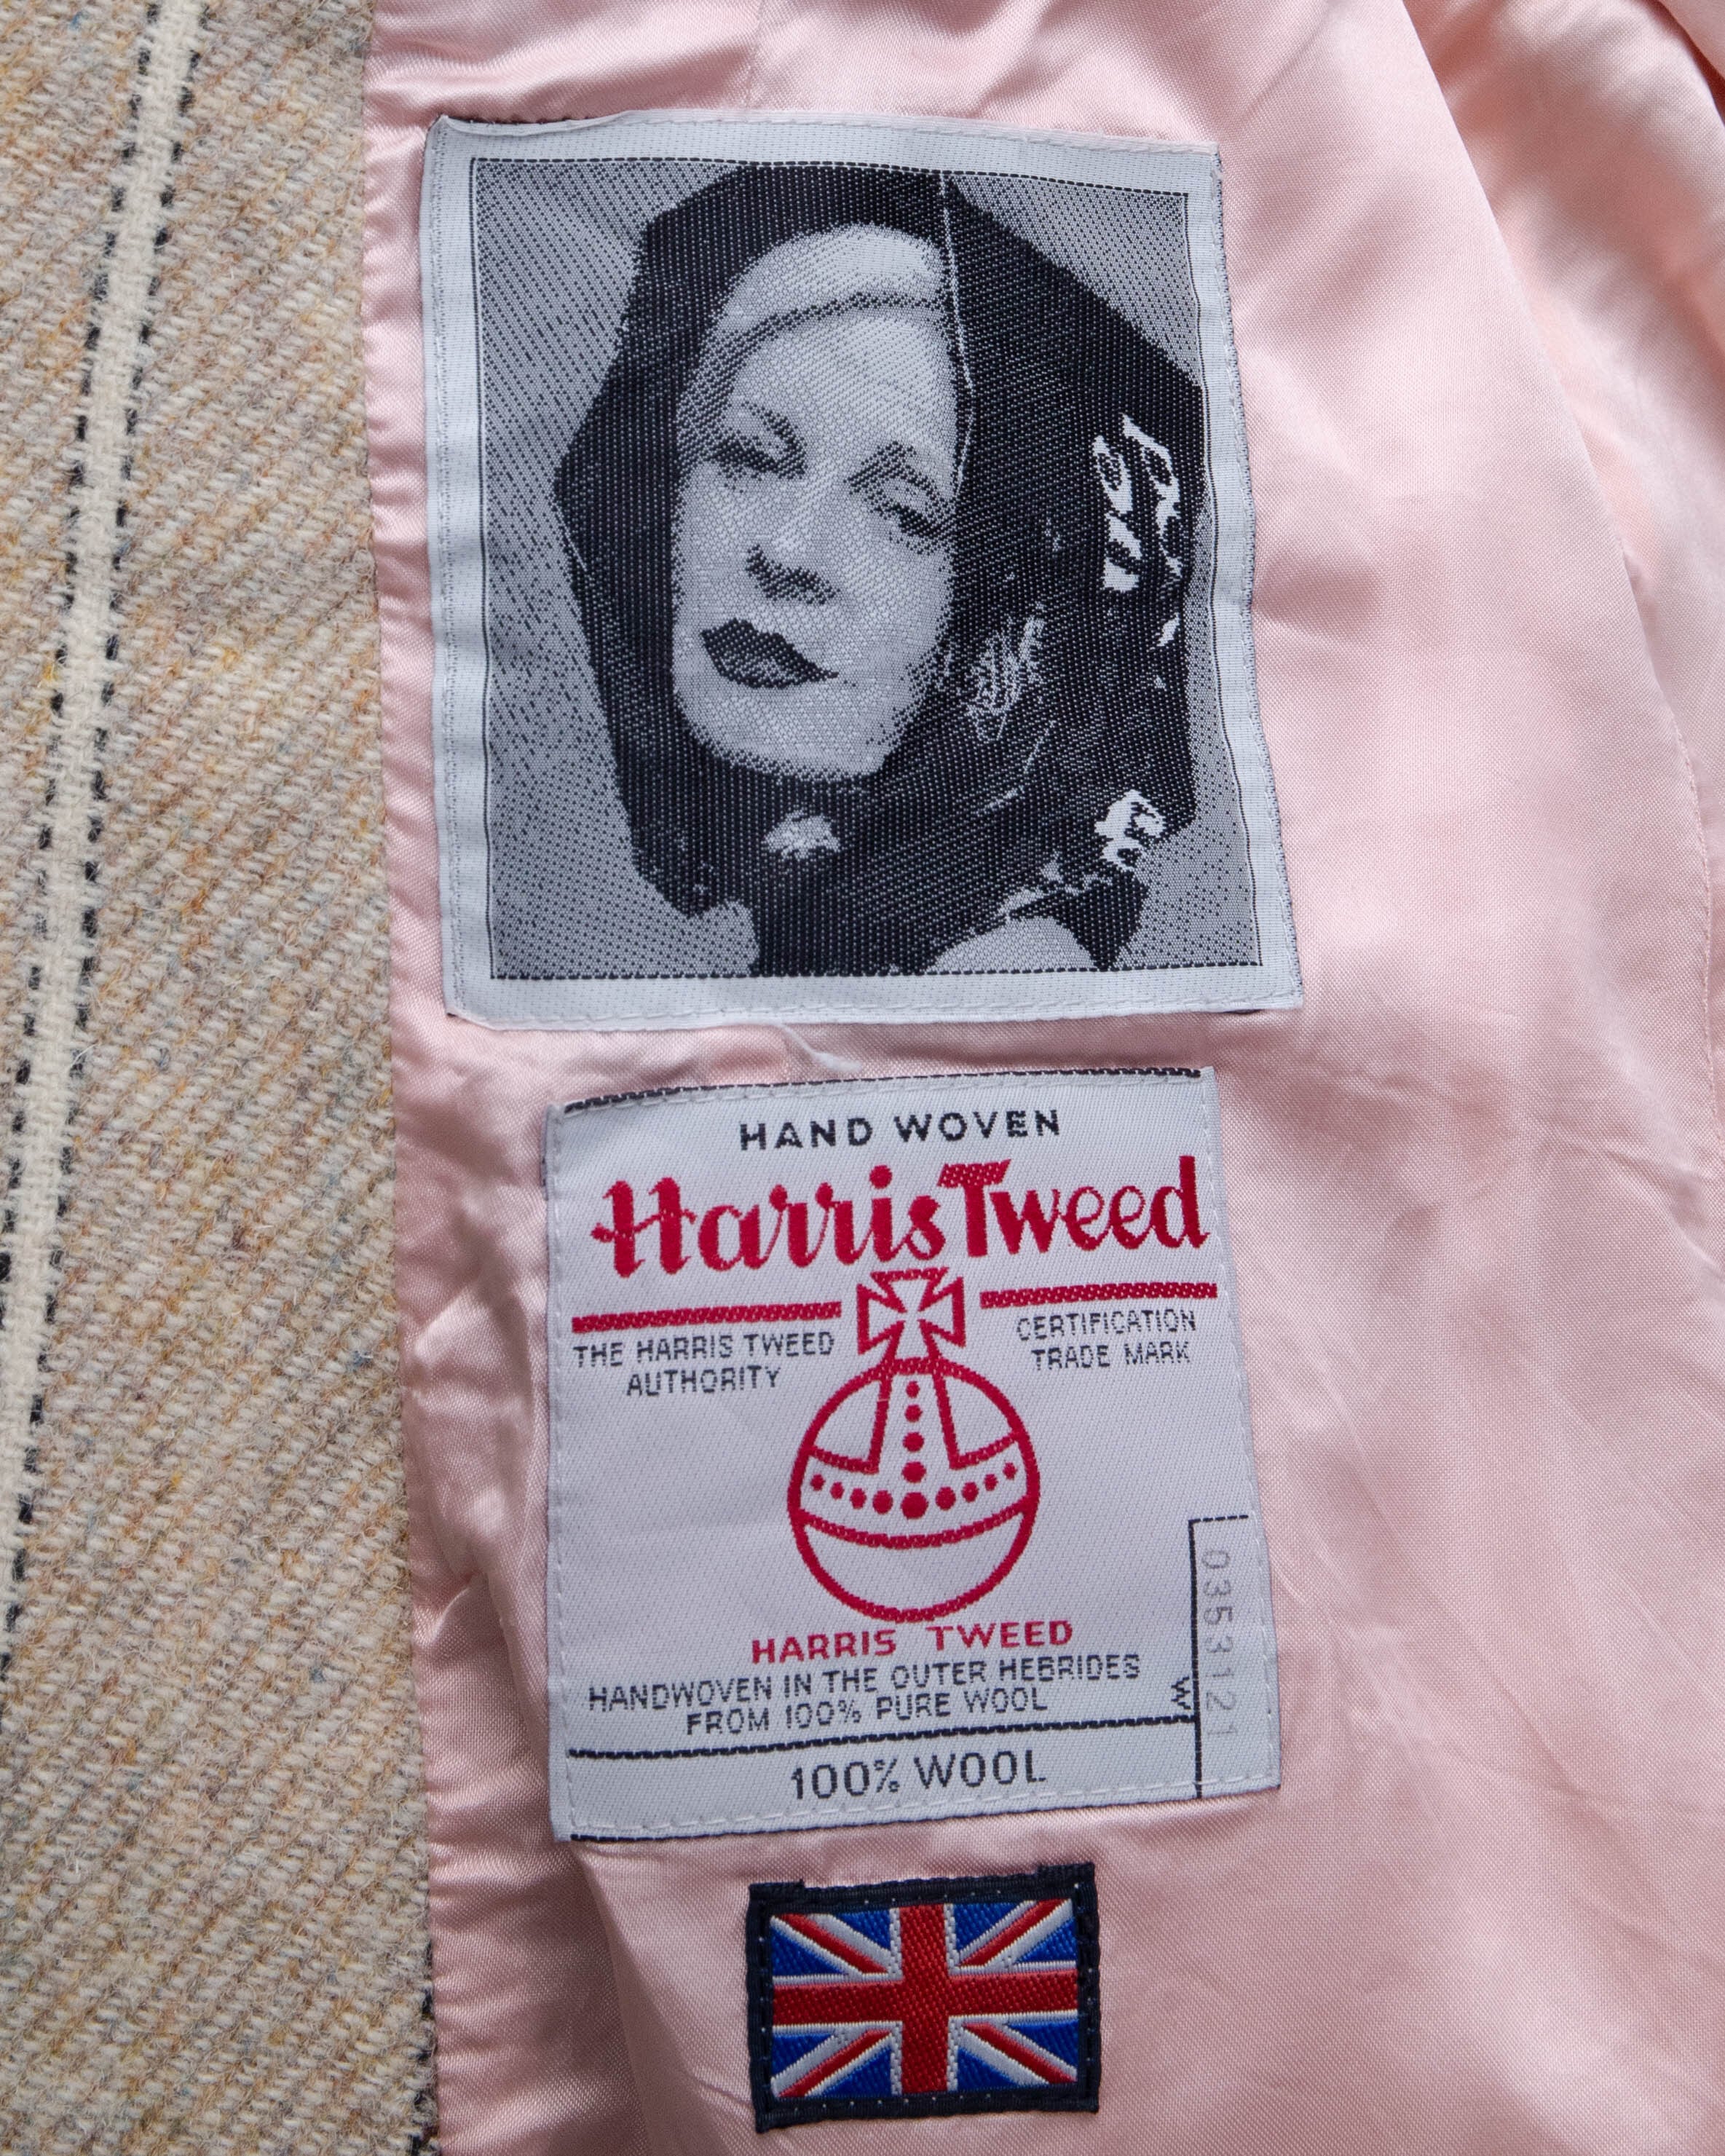 HAND WOVEN
Harris Tweed
THE HARRIS TWEED
AUTHORITY
CERTIFICATION
TRADE MARK
HARRIS TWEED
HANDWOVEN IN THE OUTER HEBRIDES
FROM 100% PURE WOOL
W
100% WOOL
0353121